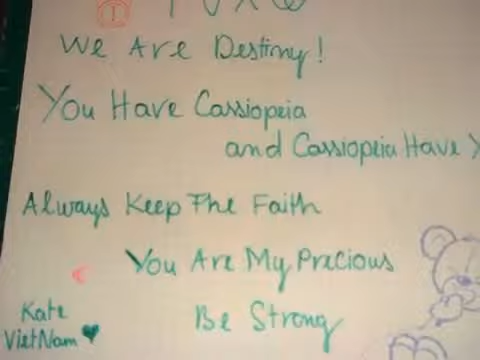 We Are Destiny!
You Have Cassiopeia
and Cassiopeia Have
Always Keep The Faith
You Are My Precious
Be Strong
Kate
VietNam